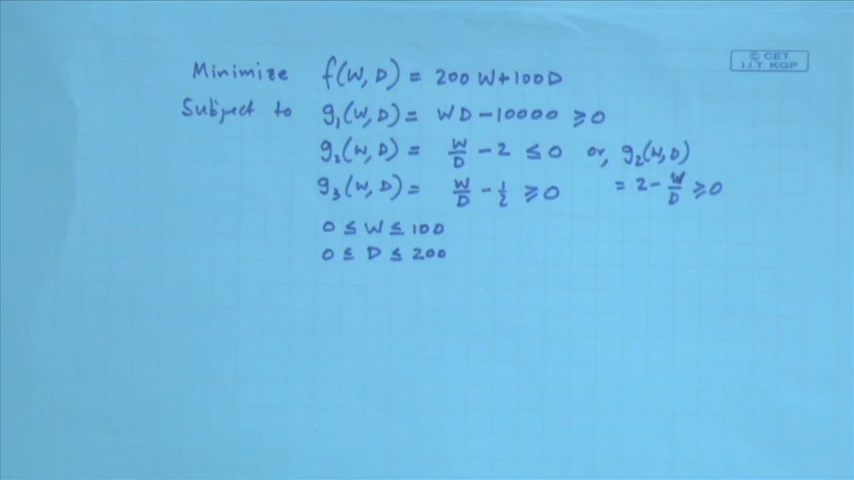 Minimize f(W, D) = 200 W + 100 D
© CET
I.I.T. KGP
Subject to g₁(W, D) = WD - 10000 ≥ 0
g₂(W, D) = W/D - 2 ≤ 0 or, g₂(W, D)
g₃(W, D) = W/D - 1/2 ≥ 0 = 2 - W/D ≥ 0
0 ≤ W ≤ 100
0 ≤ D ≤ 200